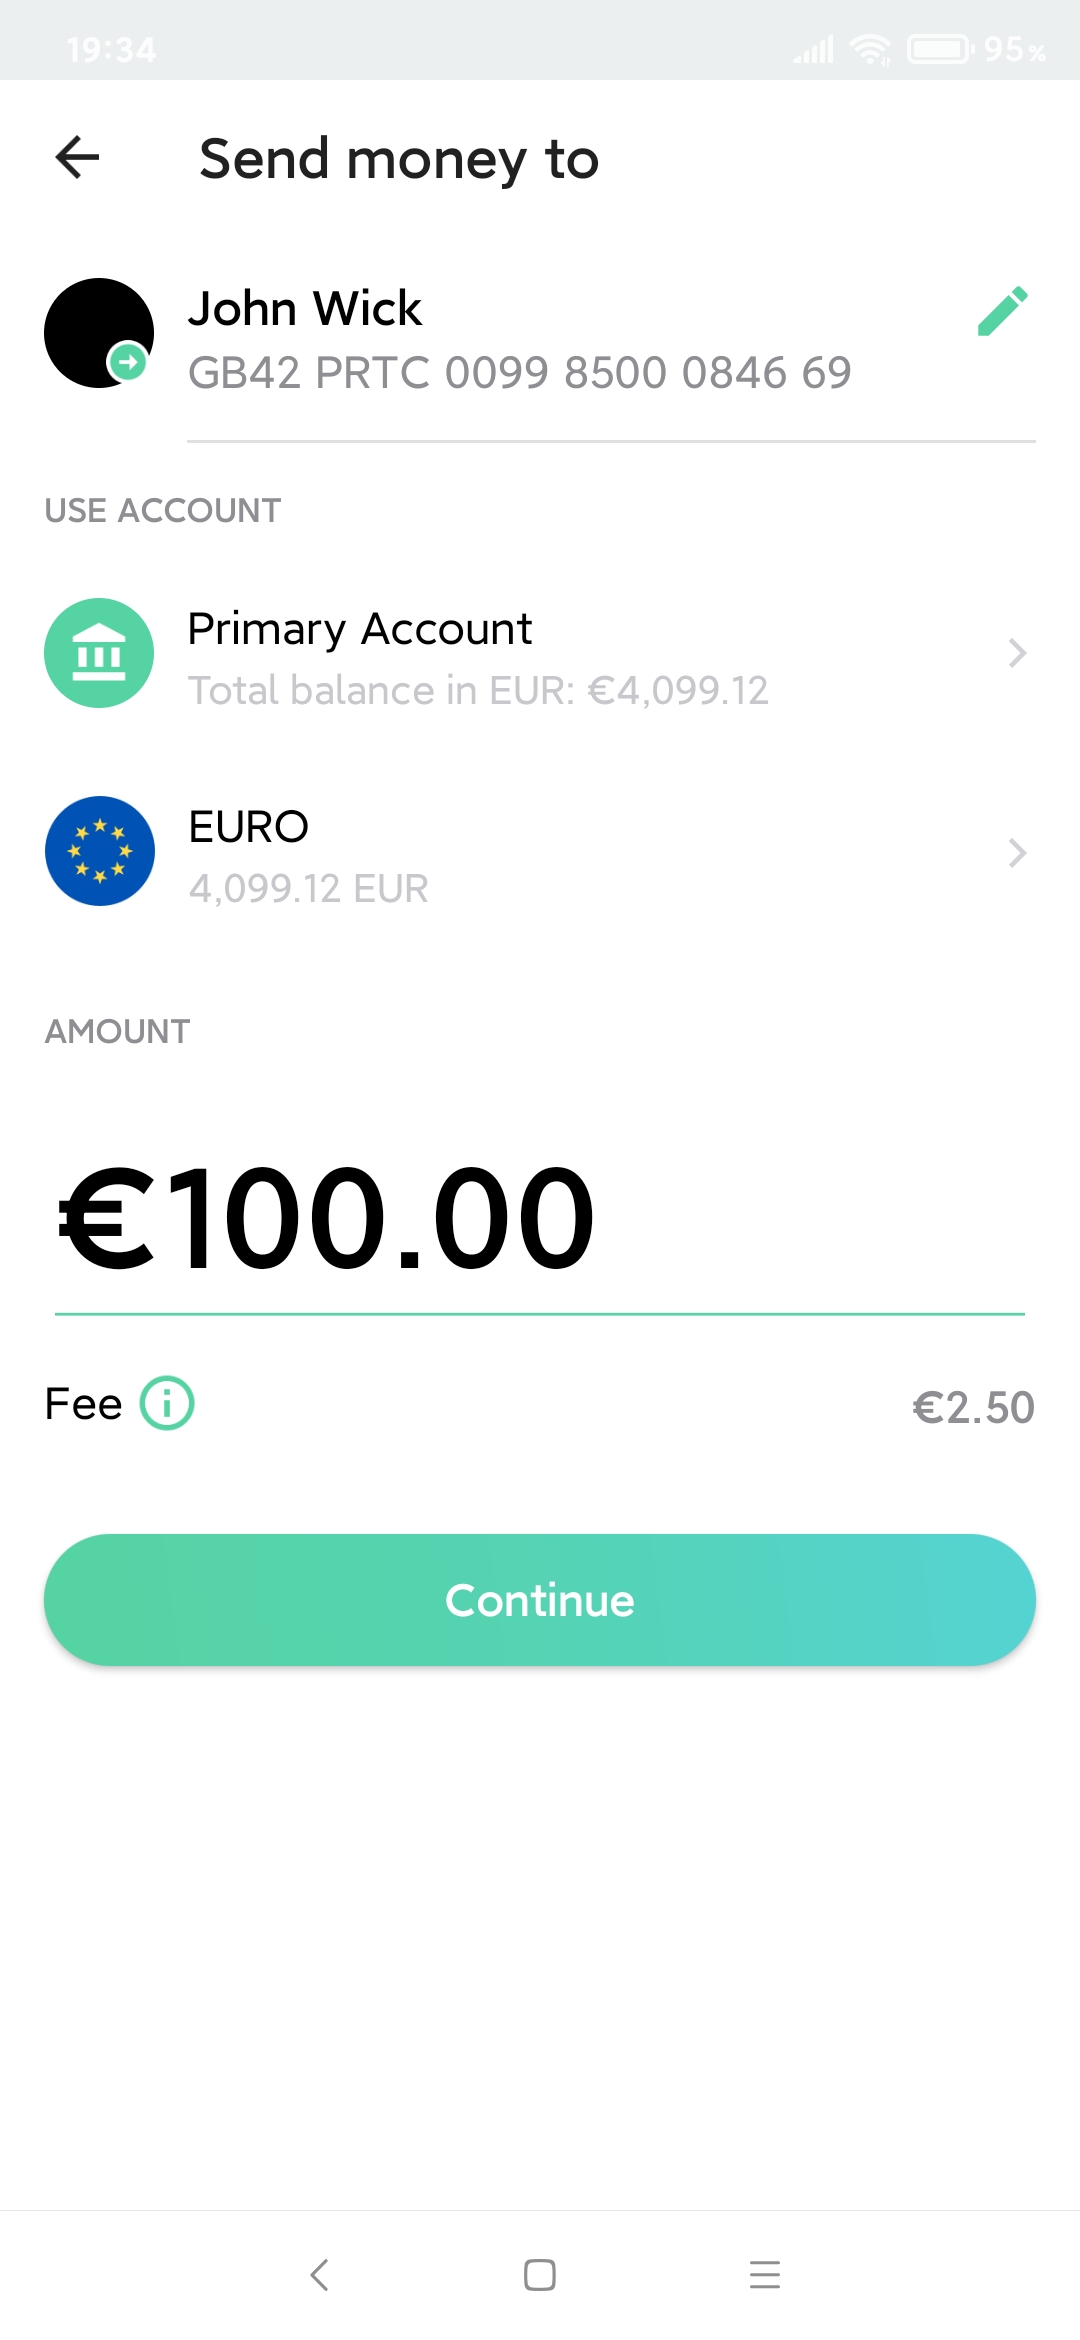 19:34
95%
Send money to
John Wick
GB42 PRTC 0099 8500 0846 69
USE ACCOUNT
Primary Account
Total balance in EUR: €4,099.12
EURO
4,099.12 EUR
AMOUNT
€100.00
Fee
€2.50
Continue